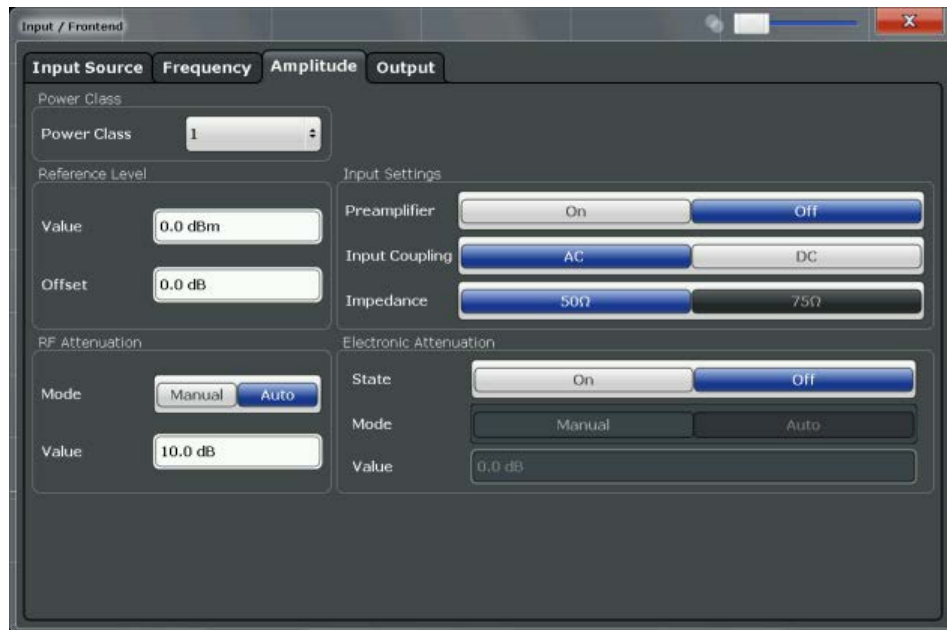 Input / Frontend
Input Source Frequency Amplitude Output
Power Class
Power Class 1
Reference Level
Value 0.0 dBm
Offset 0.0 dB
Input Settings
Preamplifier On Off
Input Coupling AC DC
Impedance 50Ω 75Ω
RF Attenuation
Mode Manual Auto
Value 10.0 dB
Electronic Attenuation
State On Off
Mode Manual Auto
Value 0.0 dB